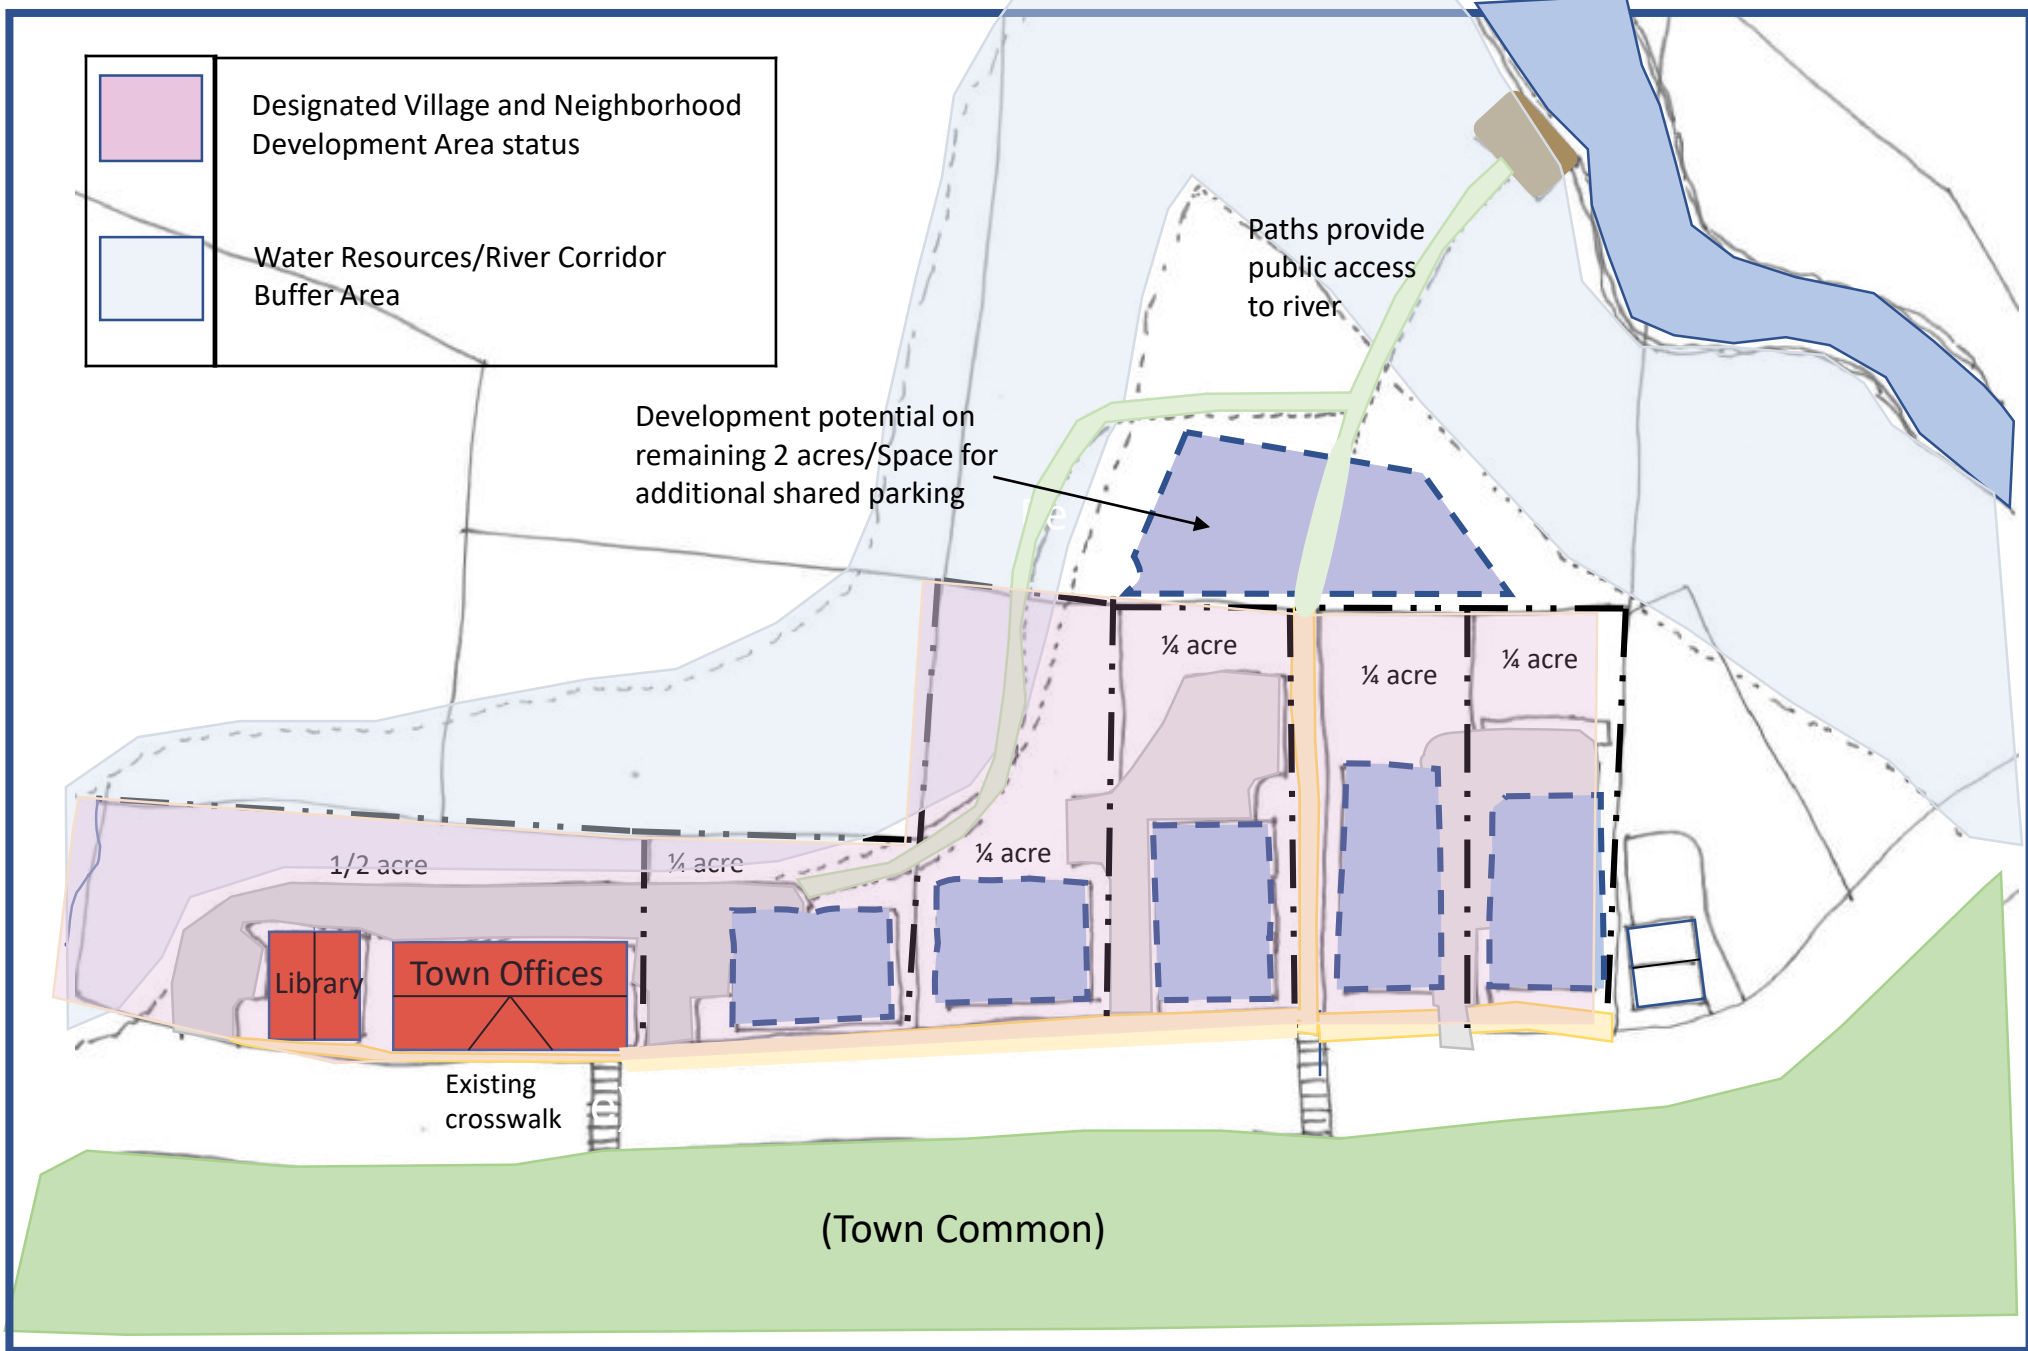 Designated Village and Neighborhood
Development Area status
Water Resources/River Corridor
Buffer Area
Paths provide
public access
to river
Development potential on
remaining 2 acres/Space for
additional shared parking
e
¼ acre
¼ acre
¼ acre
1/2 acre
¼ acre
¼ acre
Library
Town Offices
Existing
crosswalk
e)
(Town Common)